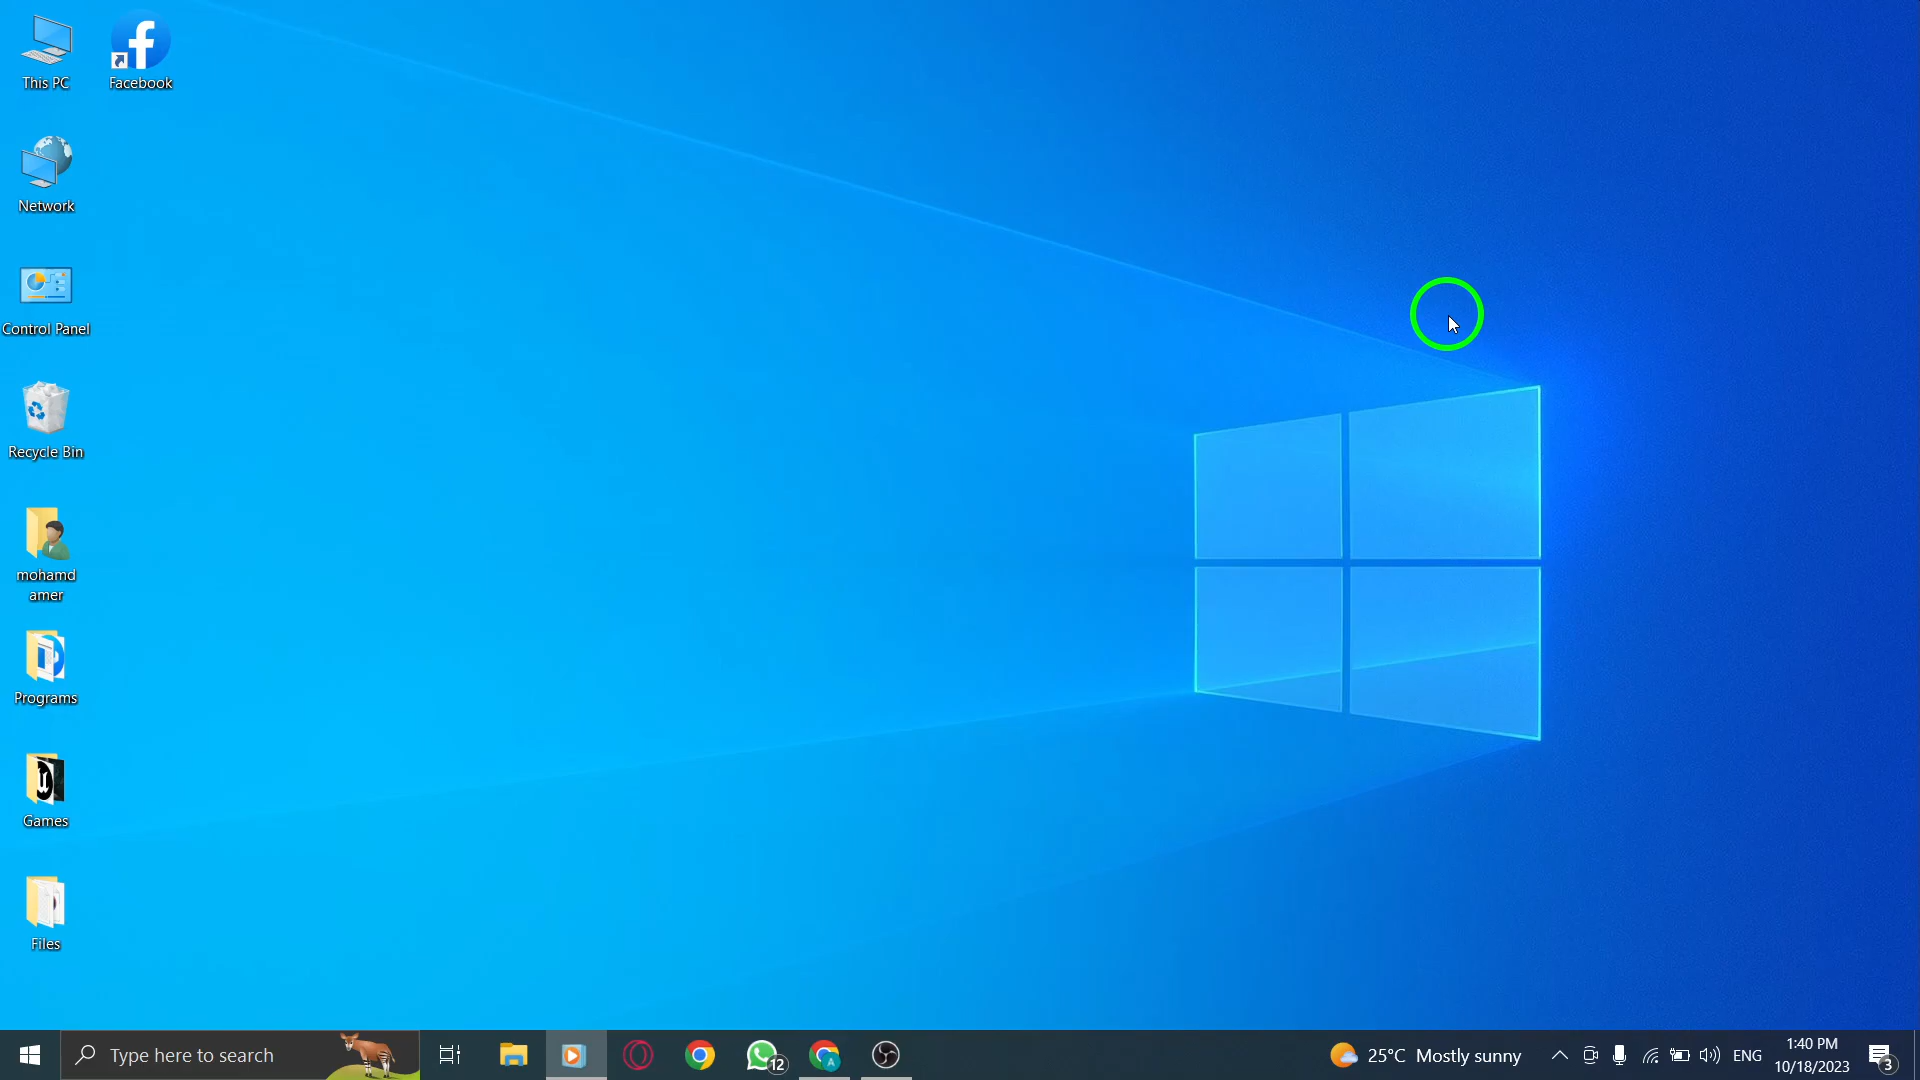 This PC
Facebook
Network
Control Panel
Recycle Bin
mohamd
amer
Programs
Games
Files
Type here to search
12
A
25°C Mostly sunny
ENG
1:40 PM
10/18/2023
3